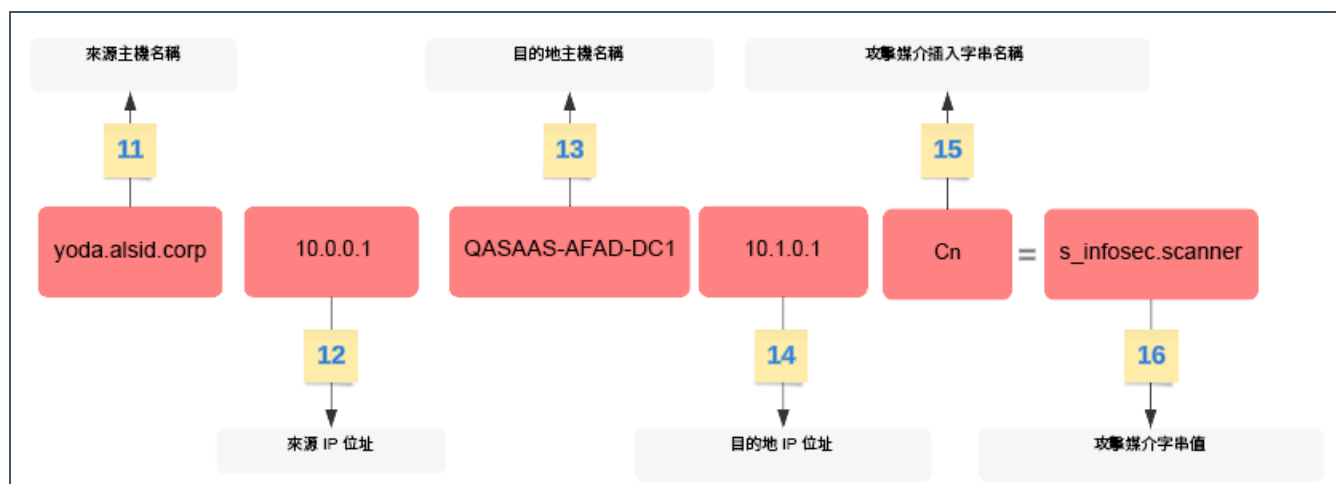 來源主機名稱
目的地主機名稱
攻擊媒介插入字串名稱
11
13
15
yoda.alsid.corp
10.0.0.1
QASAAS-AFAD-DC1
10.1.0.1
Cn
=
s_infosec.scanner
12
14
16
來源 IP 位址
目的地 IP 位址
攻擊媒介字串值